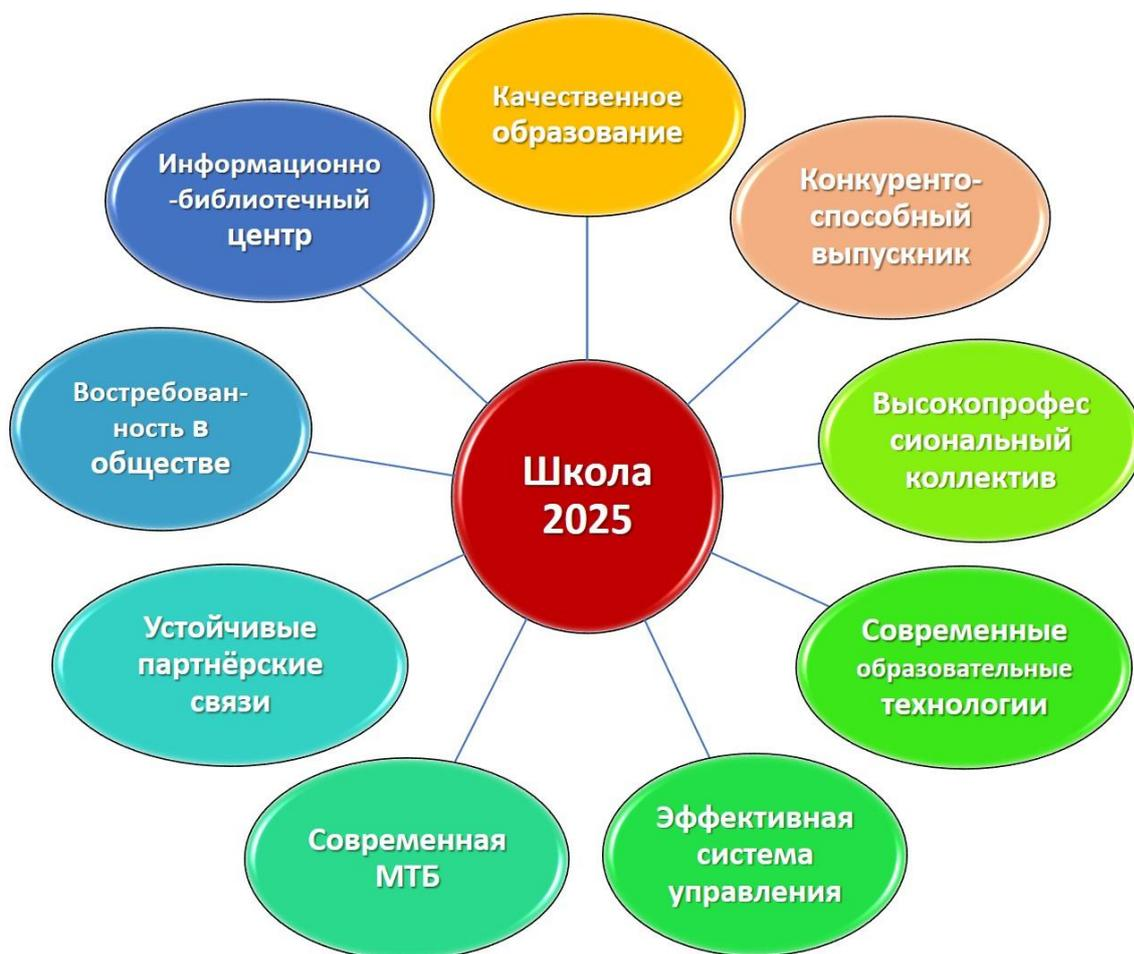 Качественное
образование
Конкуренто-
способный
выпускник
Высокопрофес
сиональный
коллектив
Современные
образовательные
технологии
Эффективная
система
управления
Современная
МТБ
Устойчивые
партнёрские
связи
Востребован-
ность в
обществе
Информационно
-библиотечный
центр
Школа
2025